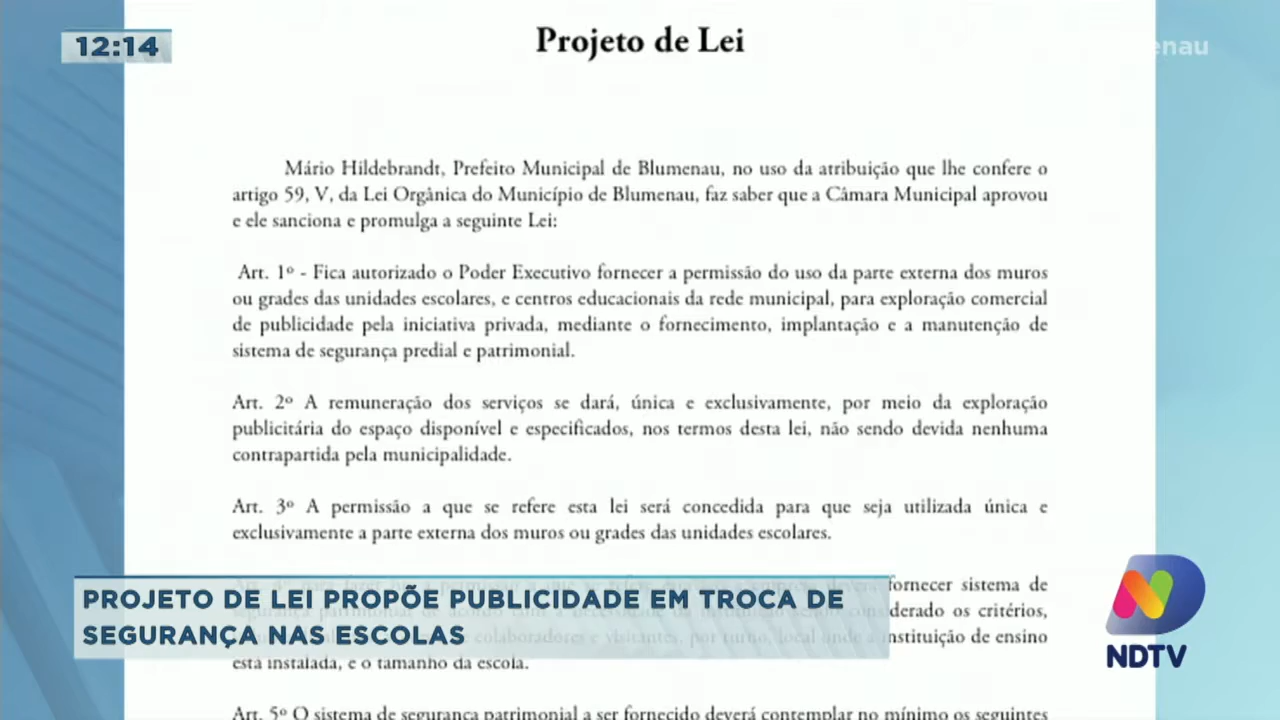 12:14
enau
Projeto de Lei
Mário Hildebrandt, Prefeito Municipal de Blumenau, no uso da atribuição que lhe confere o
artigo 59, V, da Lei Orgânica do Município de Blumenau, faz saber que a Câmara Municipal aprovou
e ele sanciona e promulga a seguinte Lei:
Art. 1º - Fica autorizado o Poder Executivo fornecer a permissão do uso da parte externa dos muros
ou grades das unidades escolares, e centros educacionais da rede municipal, para exploração comercial
de publicidade pela iniciativa privada, mediante o fornecimento, implantação e a manutenção de
sistema de segurança predial e patrimonial.
Art. 2º A remuneração dos serviços se dará, única e exclusivamente, por meio da exploração
publicitária do espaço disponível e especificados, nos termos desta lei, não sendo devida nenhuma
contrapartida pela municipalidade.
Art. 3º A permissão a que se refere esta lei será concedida para que seja utilizada única e
exclusivamente a parte externa dos muros ou grades das unidades escolares.
fornecer sistema de
derado os critérios,
colaboradores e visitantes, por turno, local onde a instituição de ensino
está instalada, e o tamanho da escola.
Art. 5º O sistema de segurança patrimonial a ser fornecido deverá contemplar no mínimo os seguintes
PROJETO DE LEI PROPÕE PUBLICIDADE EM TROCA DE
SEGURANÇA NAS ESCOLAS
NDTV